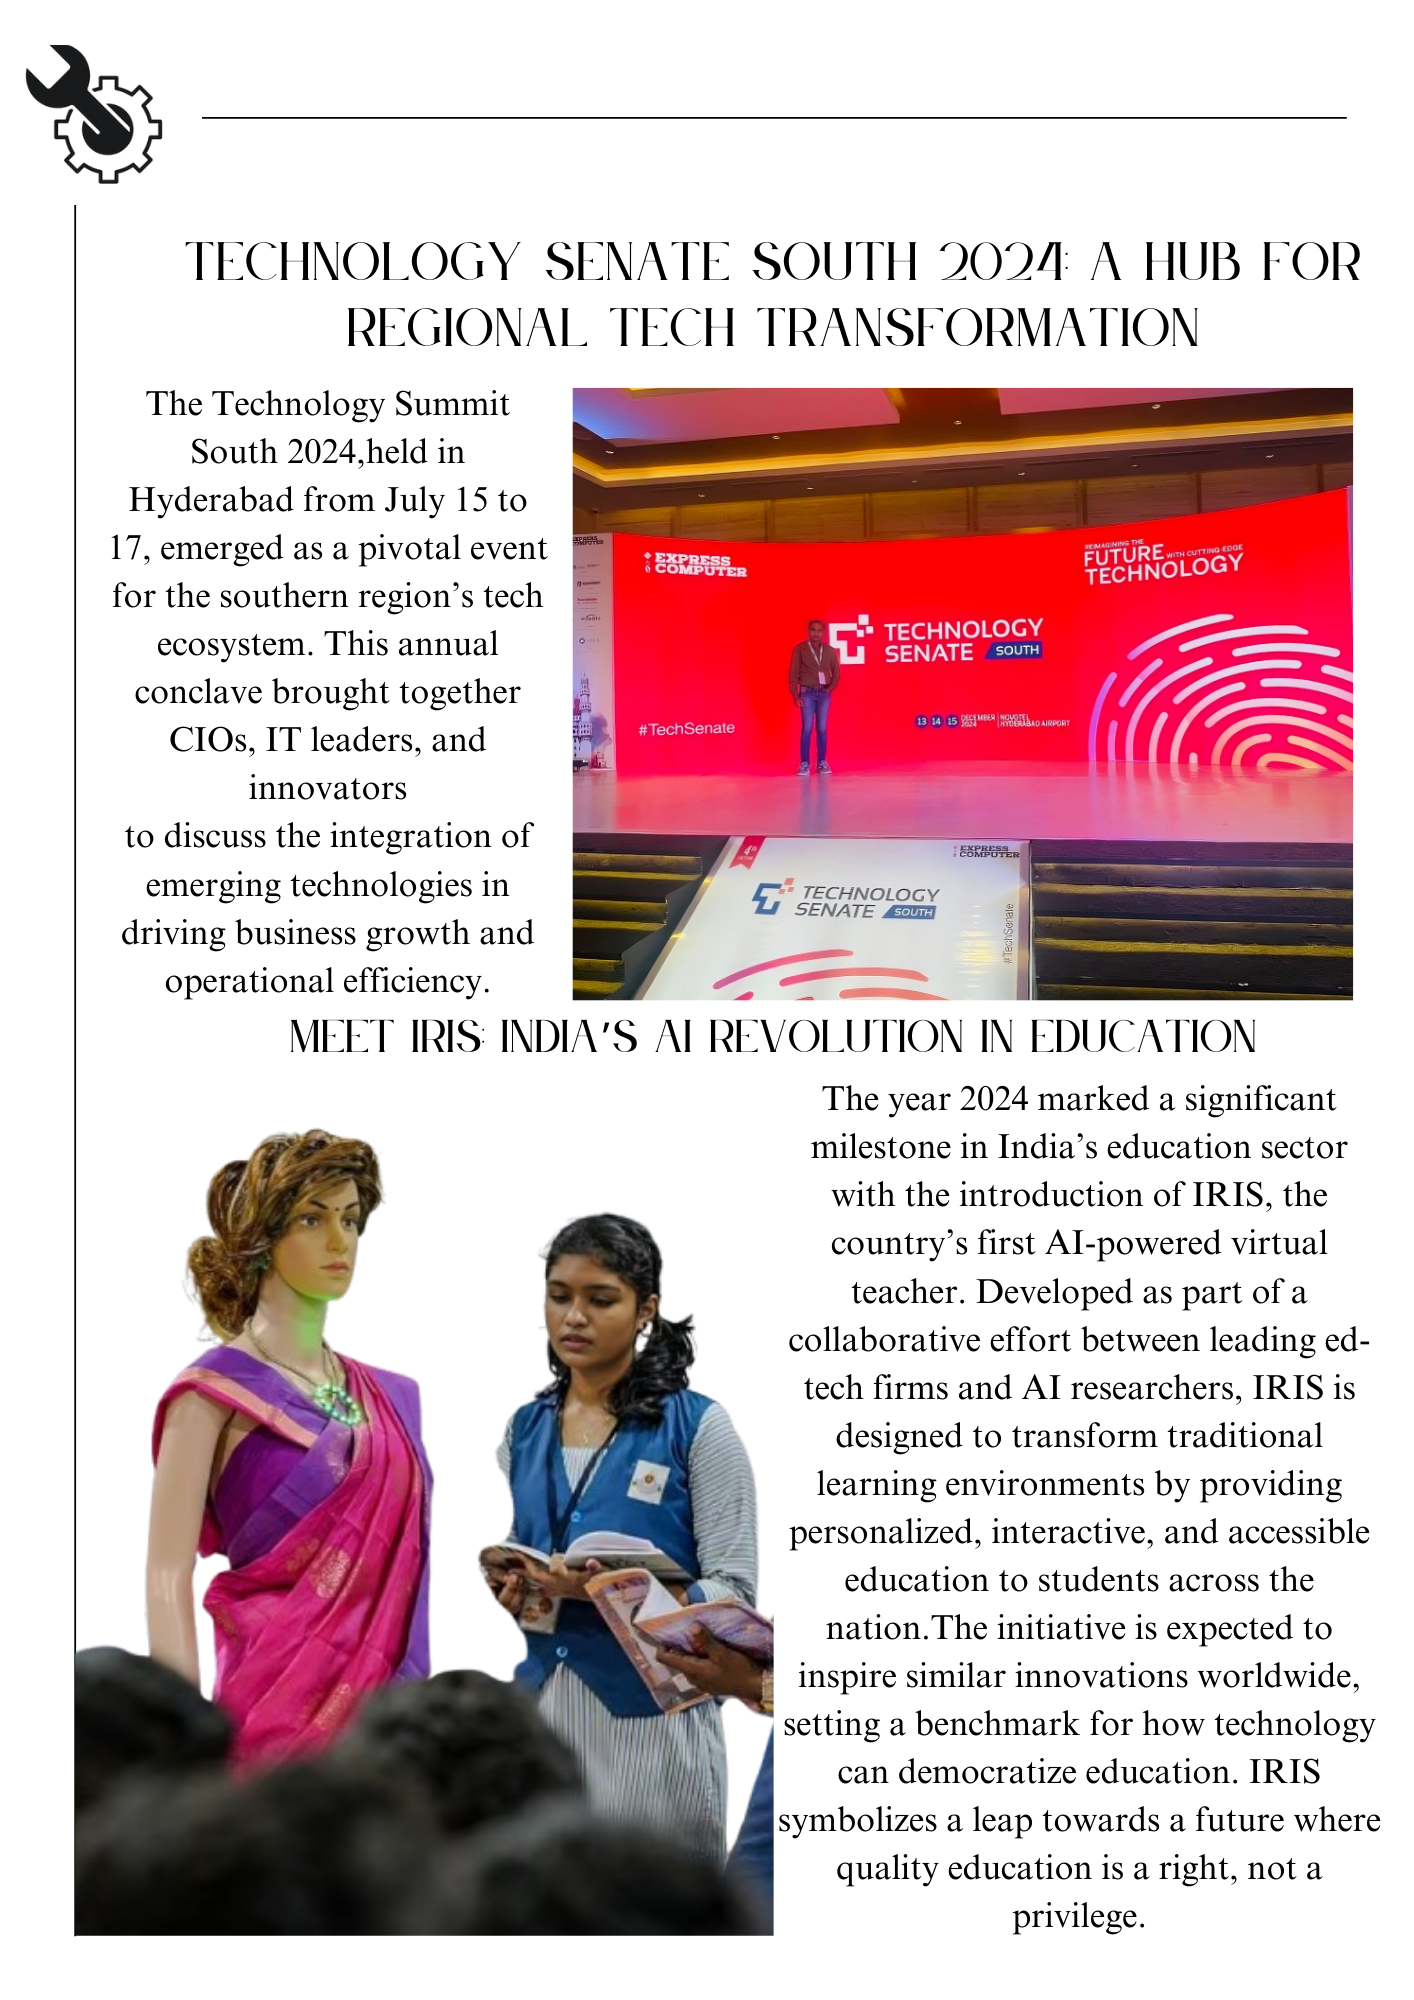 TECHNOLOGY SENATE SOUTH 2024: A HUB FOR
REGIONAL TECH TRANSFORMATION
The Technology Summit
South 2024,held in
Hyderabad from July 15 to
17, emerged as a pivotal event
for the southern region’s tech
ecosystem. This annual
conclave brought together
CIOs, IT leaders, and
innovators
to discuss the integration of
emerging technologies in
driving business growth and
operational efficiency.
EXPRESS
COMPUTER
EXPRESS
COMPUTER
REIMAGINING THE
FUTURE WITH CUTTING-EDGE
TECHNOLOGY
TECHNOLOGY
SENATE SOUTH
#TechSenate
13 14 15 DECEMBER 2024 NOVOTEL
HYDERABAD AIRPORT
4th
EXPRESS
COMPUTER
TECHNOLOGY
SENATE SOUTH
#TechSenate
MEET IRIS: INDIA’S AI REVOLUTION IN EDUCATION
The year 2024 marked a significant
milestone in India’s education sector
with the introduction of IRIS, the
country’s first AI-powered virtual
teacher. Developed as part of a
collaborative effort between leading ed-
tech firms and AI researchers, IRIS is
designed to transform traditional
learning environments by providing
personalized, interactive, and accessible
education to students across the
nation.The initiative is expected to
inspire similar innovations worldwide,
setting a benchmark for how technology
can democratize education. IRIS
symbolizes a leap towards a future where
quality education is a right, not a
privilege.